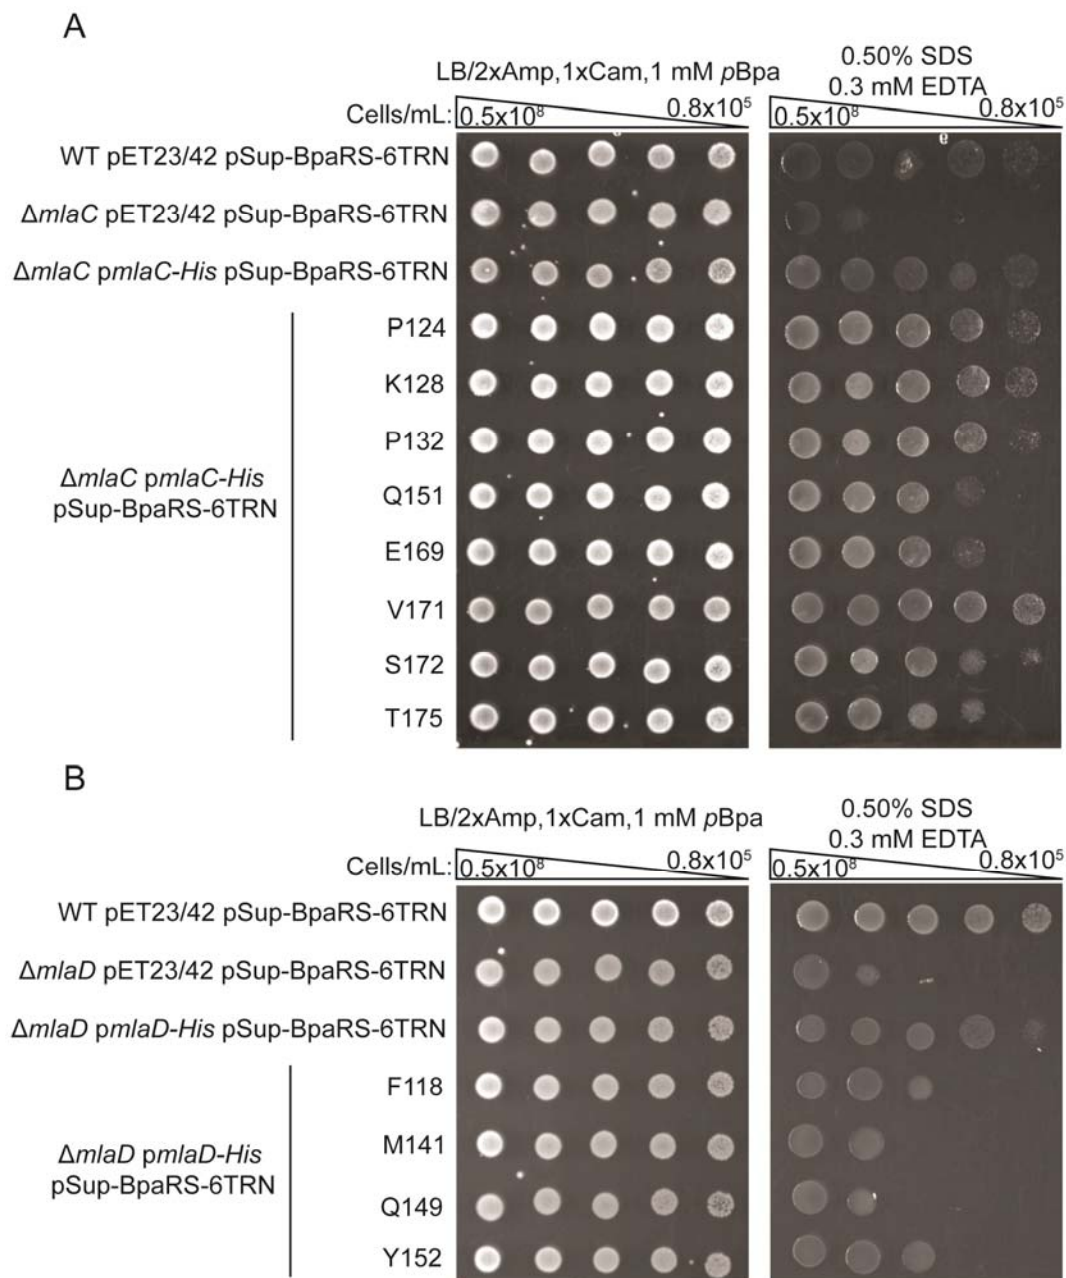 A
LB/2xAmp,1xCam,1 mM pBpa
0.50% SDS
0.3 mM EDTA
Cells/mL:
0.5x10⁸
0.8x10⁵
0.5x10⁸
0.8x10⁵
WT pET23/42 pSup-BpaRS-6TRN
ΔmlaC pET23/42 pSup-BpaRS-6TRN
ΔmlaC pmlaC-His pSup-BpaRS-6TRN
P124
K128
P132
ΔmlaC pmlaC-His
pSup-BpaRS-6TRN
Q151
E169
V171
S172
T175
B
LB/2xAmp,1xCam,1 mM pBpa
0.50% SDS
0.3 mM EDTA
Cells/mL:
0.5x10⁸
0.8x10⁵
0.5x10⁸
0.8x10⁵
WT pET23/42 pSup-BpaRS-6TRN
ΔmlaD pET23/42 pSup-BpaRS-6TRN
ΔmlaD pmlaD-His pSup-BpaRS-6TRN
F118
M141
ΔmlaD pmlaD-His
pSup-BpaRS-6TRN
Q149
Y152